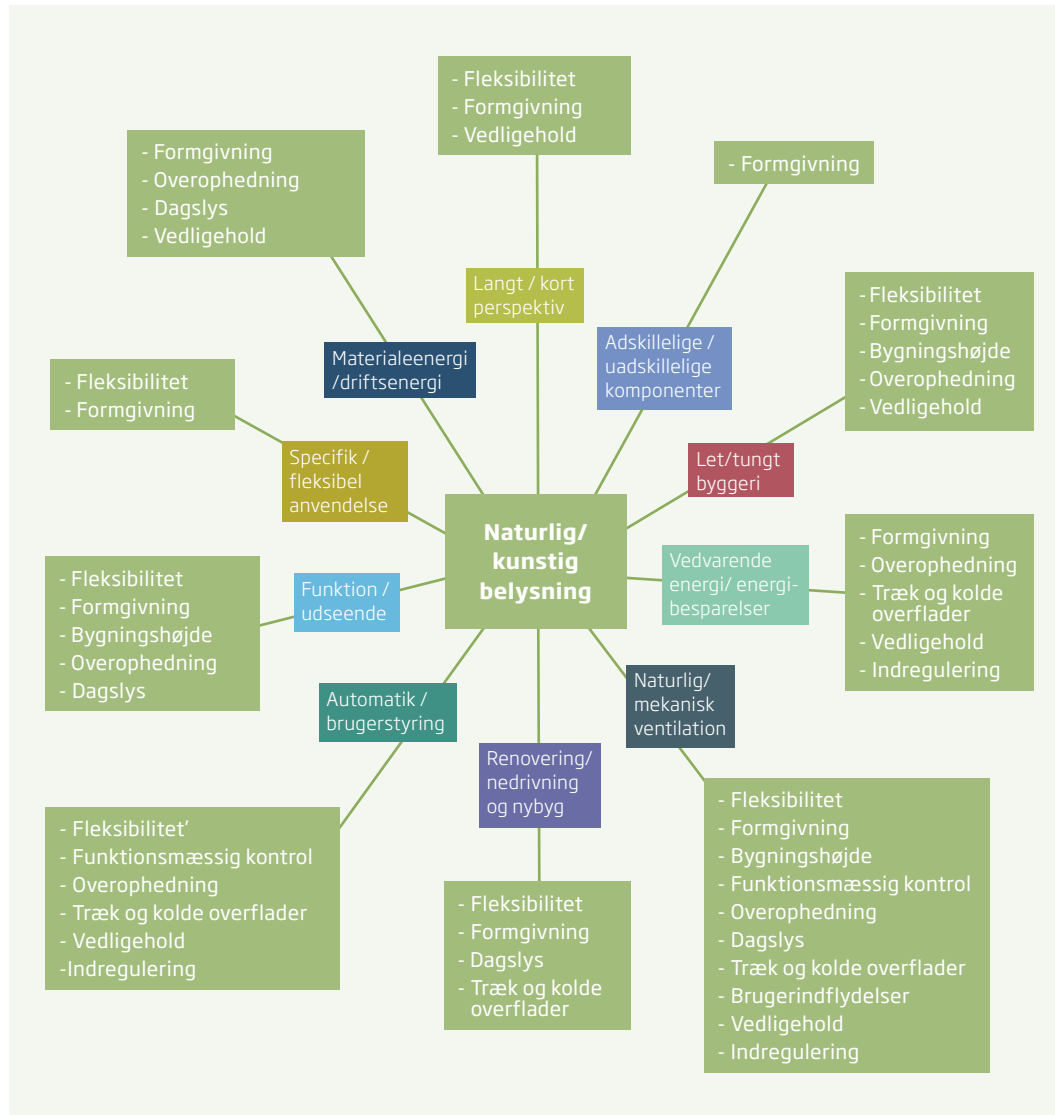 - Fleksibilitet
- Formgivning
- Vedligehold
- Formgivning
- Overophedning
- Dagslys
- Vedligehold
- Formgivning
Langt / kort
perspektiv
- Fleksibilitet
- Formgivning
- Bygningshøjde
- Overophedning
- Vedligehold
Materialeenergi
/driftsenergi
Adskillelige /
uadskillelige
komponenter
- Fleksibilitet
- Formgivning
Specifik /
fleksibel
anvendelse
Let/tungt
byggeri
Naturlig/
kunstig
belysning
- Fleksibilitet
- Formgivning
- Bygningshøjde
- Overophedning
- Dagslys
Funktion /
udseende
Vedvarende
energi/ energi-
besparelser
- Formgivning
- Overophedning
- Træk og kolde
overflader
- Vedligehold
- Indregulering
Automatik /
brugerstyring
Naturlig/
mekanisk
ventilation
Renovering/
nedrivning
og nybyg
- Fleksibilitet'
- Funktionsmæssig kontrol
- Overophedning
- Træk og kolde overflader
- Vedligehold
-Indregulering
- Fleksibilitet
- Formgivning
- Dagslys
- Træk og kolde
overflader
- Fleksibilitet
- Formgivning
- Bygningshøjde
- Funktionsmæssig kontrol
- Overophedning
- Dagslys
- Træk og kolde overflader
- Brugerindflydelser
- Vedligehold
- Indregulering